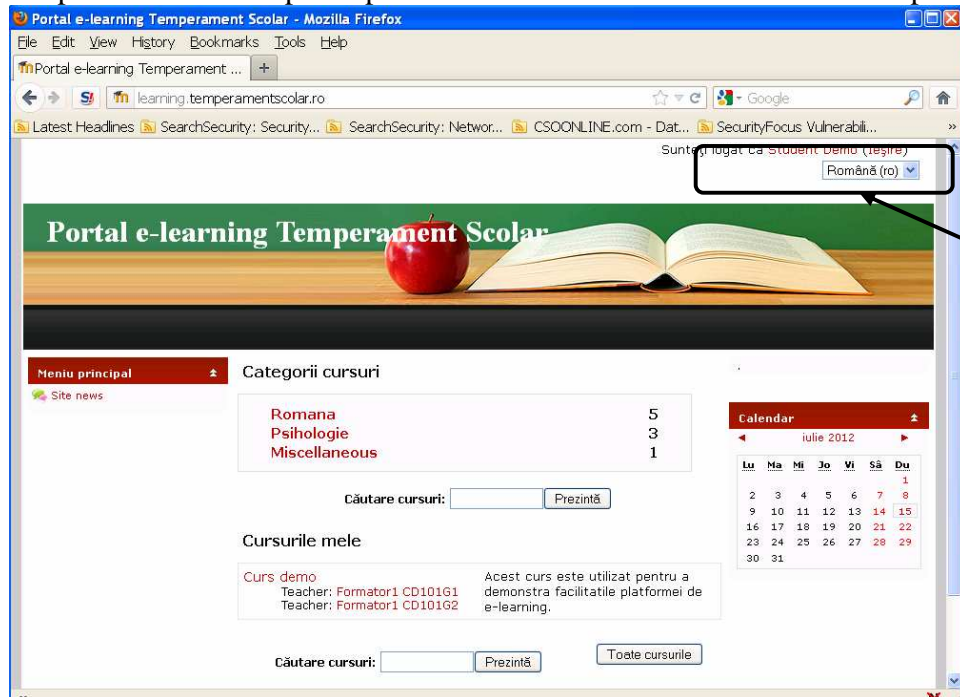 Portal e-learning Temperament Scolar - Mozilla Firefox
File Edit View History Bookmarks Tools Help
Portal e-learning Temperament ... +
learning.temperamentscolar.ro Google
Latest Headlines SearchSecurity: Security... SearchSecurity: Networ... CSOONLINE.com - Dat... SecurityFocus Vulnerabili... »
Sunteţi logat ca Student Demo (Ieşire)
Română (ro)
Portal e-learning Temperament Scolar
Meniu principal
Site news
Categorii cursuri
Romana 5
Psihologie 3
Miscellaneous 1
Căutare cursuri: Prezintă
Cursurile mele
Curs demo
Teacher: Formator1 CD101G1
Teacher: Formator1 CD101G2
Acest curs este utilizat pentru a
demonstra facilitatile platformei de
e-learning.
Căutare cursuri: Prezintă
Toate cursurile
Calendar
iulie 2012
Lu Ma Mi Jo Vi Sâ Du
1
2 3 4 5 6 7 8
9 10 11 12 13 14 15
16 17 18 19 20 21 22
23 24 25 26 27 28 29
30 31